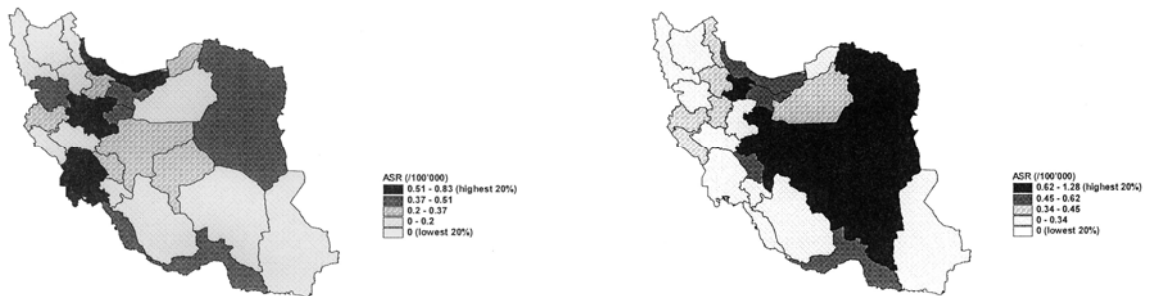 ASR (/100'000)
0.51 - 0.83 (highest 20%)
0.37 - 0.51
0.2 - 0.37
0 - 0.2
0 (lowest 20%)
ASR (/100'000)
0.62 - 1.28 (highest 20%)
0.45 - 0.62
0.34 - 0.45
0 - 0.34
0 (lowest 20%)